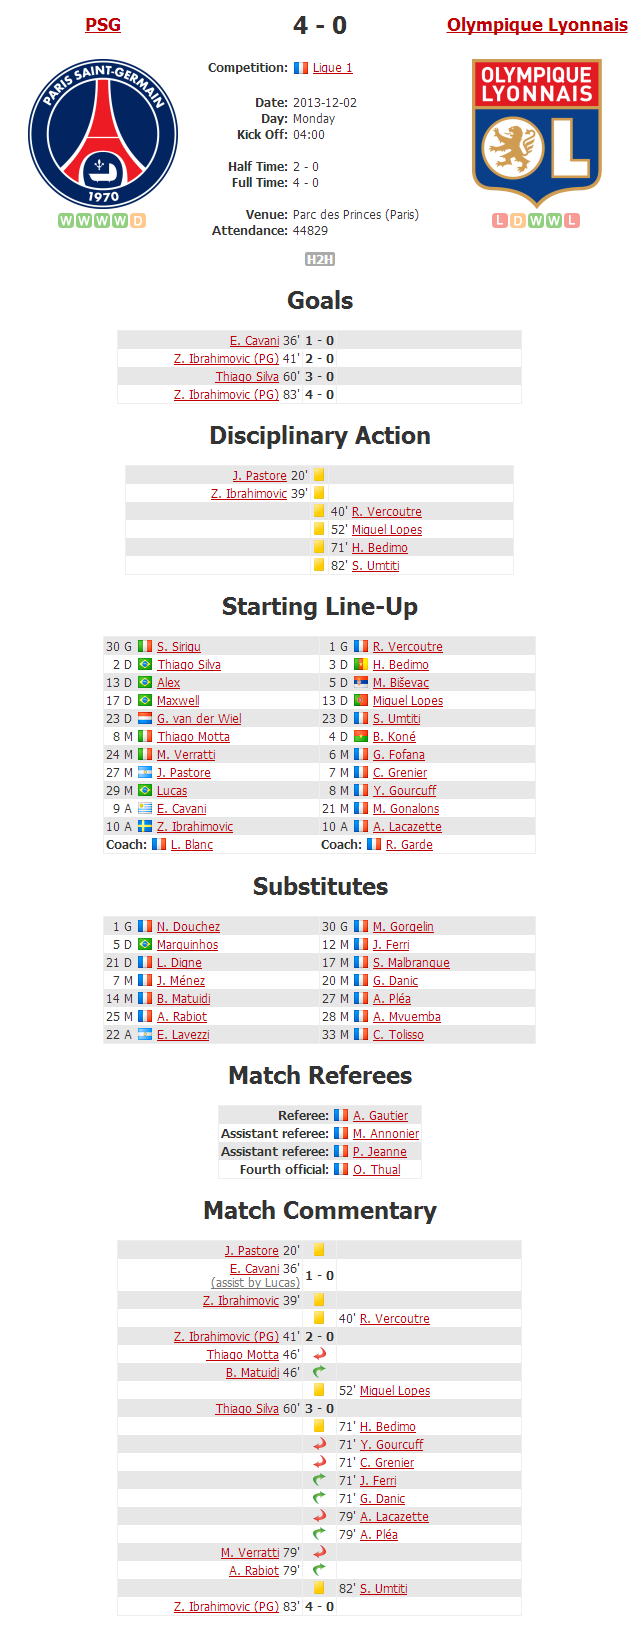 PSG 4 - 0 Olympique Lyonnais
PARIS SAINT-GERMAIN
1970
OLYMPIQUE
LYONNAIS
OL
Competition: Ligue 1
Date: 2013-12-02
Day: Monday
Kick Off: 04:00
Half Time: 2 - 0
Full Time: 4 - 0
Venue: Parc des Princes (Paris)
Attendance: 44829
W W W W D
L D W W L
H2H
Goals
E. Cavani 36' 1 - 0
Z. Ibrahimovic (PG) 41' 2 - 0
Thiago Silva 60' 3 - 0
Z. Ibrahimovic (PG) 83' 4 - 0
Disciplinary Action
J. Pastore 20'
Z. Ibrahimovic 39'
40' R. Vercoutre
52' Miguel Lopes
71' H. Bedimo
82' S. Umtiti
Starting Line-Up
30 G S. Sirigu 1 G R. Vercoutre
2 D Thiago Silva 3 D H. Bedimo
13 D Alex 5 D M. Biševac
17 D Maxwell 13 D Miguel Lopes
23 D G. van der Wiel 23 D S. Umtiti
8 M Thiago Motta 4 D B. Koné
24 M M. Verratti 6 M G. Fofana
27 M J. Pastore 7 M C. Grenier
29 M Lucas 8 M Y. Gourcuff
9 A E. Cavani 21 M M. Gonalons
10 A Z. Ibrahimovic 10 A A. Lacazette
Coach: L. Blanc Coach: R. Garde
Substitutes
1 G N. Douchez 30 G M. Gorgelin
5 D Marquinhos 12 M J. Ferri
21 D L. Digne 17 M S. Malbranque
7 M J. Ménez 20 M G. Danic
14 M B. Matuidi 27 M A. Pléa
25 M A. Rabiot 28 M A. Mvuemba
22 A E. Lavezzi 33 M C. Tolisso
Match Referees
Referee: A. Gautier
Assistant referee: M. Annonier
Assistant referee: P. Jeanne
Fourth official: O. Thual
Match Commentary
J. Pastore 20'
E. Cavani 36' 1 - 0
(assist by Lucas)
Z. Ibrahimovic 39'
40' R. Vercoutre
Z. Ibrahimovic (PG) 41' 2 - 0
Thiago Motta 46'
B. Matuidi 46'
52' Miguel Lopes
Thiago Silva 60' 3 - 0
71' H. Bedimo
71' Y. Gourcuff
71' C. Grenier
71' J. Ferri
71' G. Danic
79' A. Lacazette
79' A. Pléa
M. Verratti 79'
A. Rabiot 79'
82' S. Umtiti
Z. Ibrahimovic (PG) 83' 4 - 0